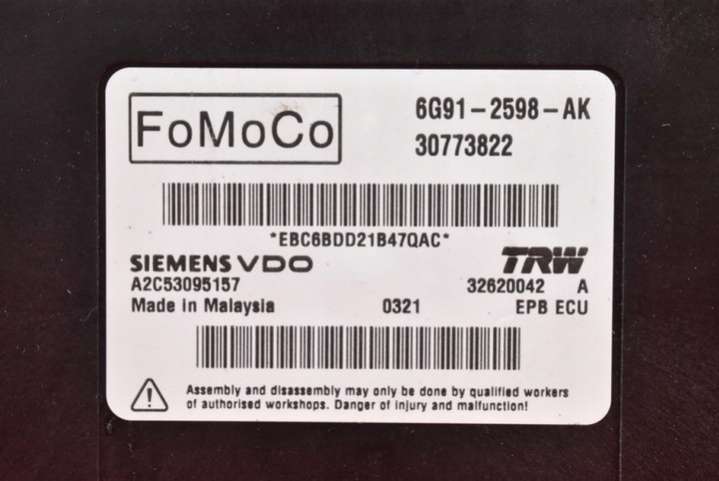 FoMoCo
6G91-2598-AK
30773822
*EBC6BDD21B47QAC*
SIEMENS VDO TRW
A2C53095157 32620042 A
Made in Malaysia 0321 EPB ECU
Assembly and disassembly may only be done by qualified workers
of authorised workshops. Danger of injury and malfunction!